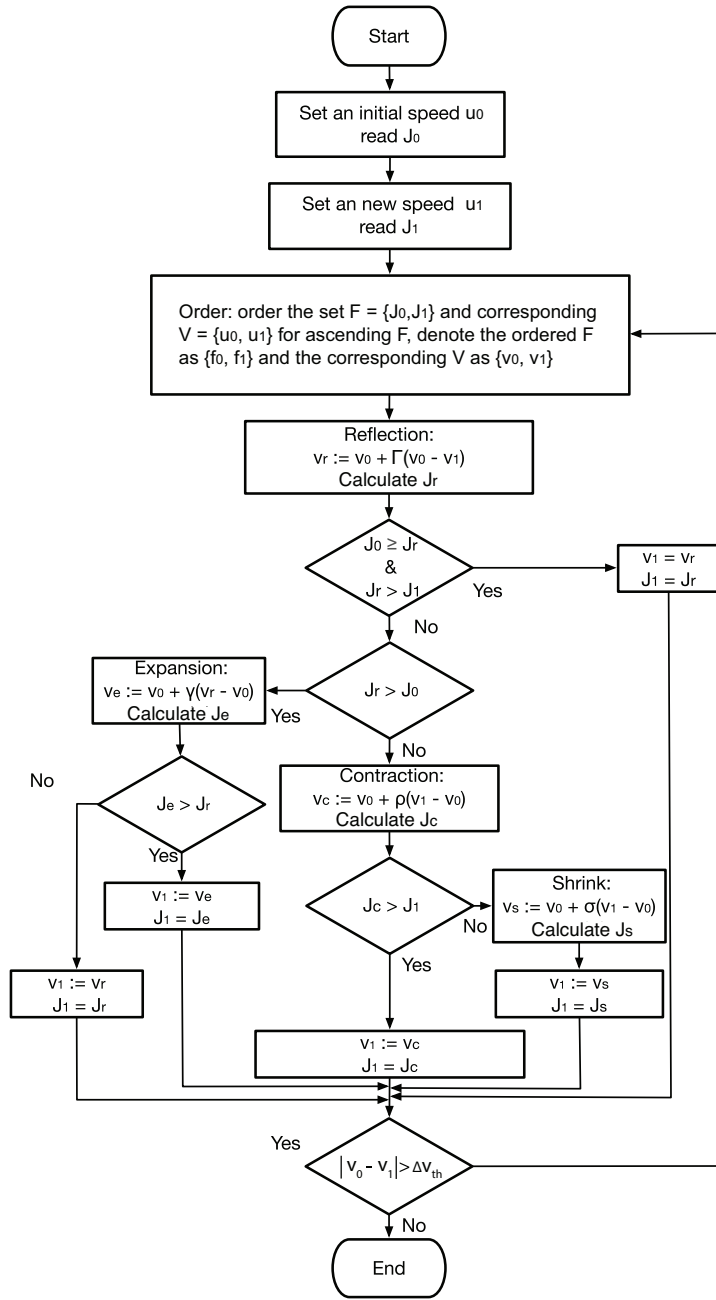 Start
Set an initial speed u0
read J0
Set an new speed u1
read J1
Order: order the set F = {J0,J1} and corresponding
V = {u0, u1} for ascending F, denote the ordered F
as {f0, f1} and the corresponding V as {v0, v1}
Reflection:
vr := v0 + Γ(v0 - v1)
Calculate Jr
J0 ≥ Jr
&
Jr > J1
Yes
v1 = vr
J1 = Jr
No
Jr > J0
Yes
Expansion:
ve := v0 + γ(vr - v0)
Calculate Je
No
Contraction:
vc := v0 + ρ(v1 - v0)
Calculate Jc
Je > Jr
No
Yes
v1 := ve
J1 = Je
v1 := vr
J1 = Jr
Jc > J1
No
Shrink:
vs := v0 + σ(v1 - v0)
Calculate Js
v1 := vs
J1 = Js
Yes
v1 := vc
J1 = Jc
Yes
|v0 - v1| > Δvth
No
End